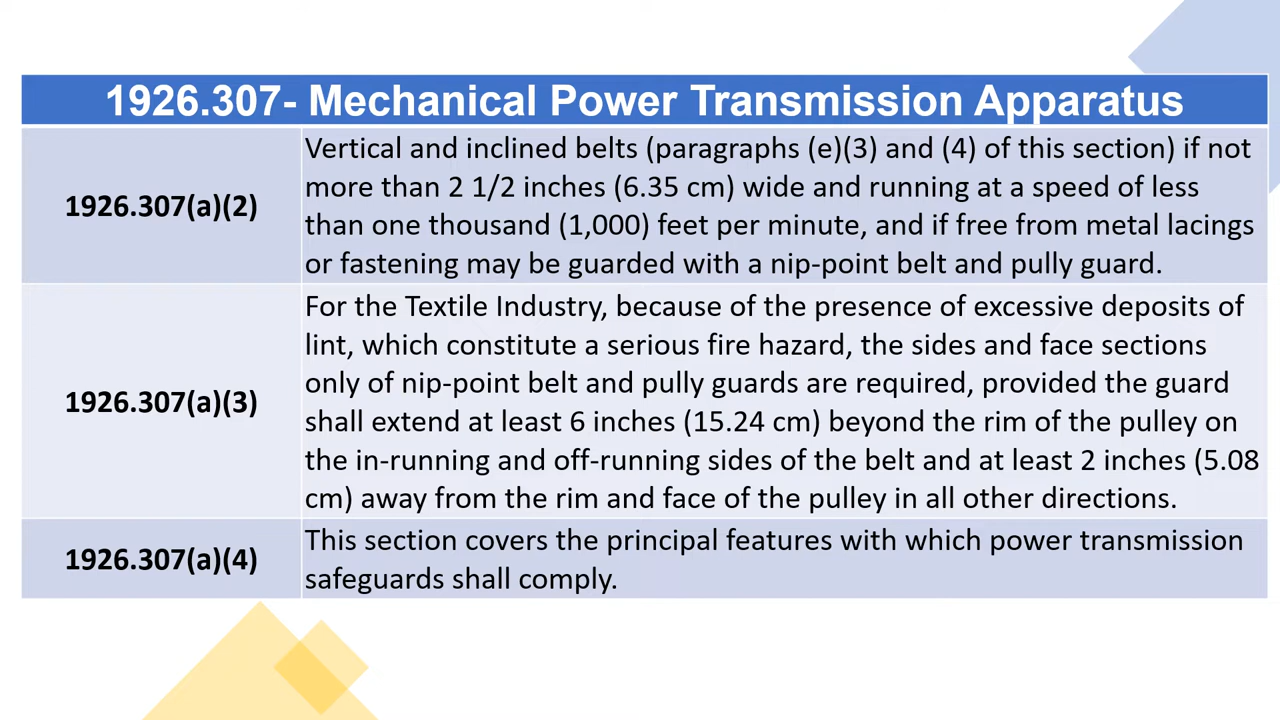 1926.307- Mechanical Power Transmission Apparatus
1926.307(a)(2)
Vertical and inclined belts (paragraphs (e)(3) and (4) of this section) if not
more than 2 1/2 inches (6.35 cm) wide and running at a speed of less
than one thousand (1,000) feet per minute, and if free from metal lacings
or fastening may be guarded with a nip-point belt and pully guard.
1926.307(a)(3)
For the Textile Industry, because of the presence of excessive deposits of
lint, which constitute a serious fire hazard, the sides and face sections
only of nip-point belt and pully guards are required, provided the guard
shall extend at least 6 inches (15.24 cm) beyond the rim of the pulley on
the in-running and off-running sides of the belt and at least 2 inches (5.08
cm) away from the rim and face of the pulley in all other directions.
1926.307(a)(4)
This section covers the principal features with which power transmission
safeguards shall comply.